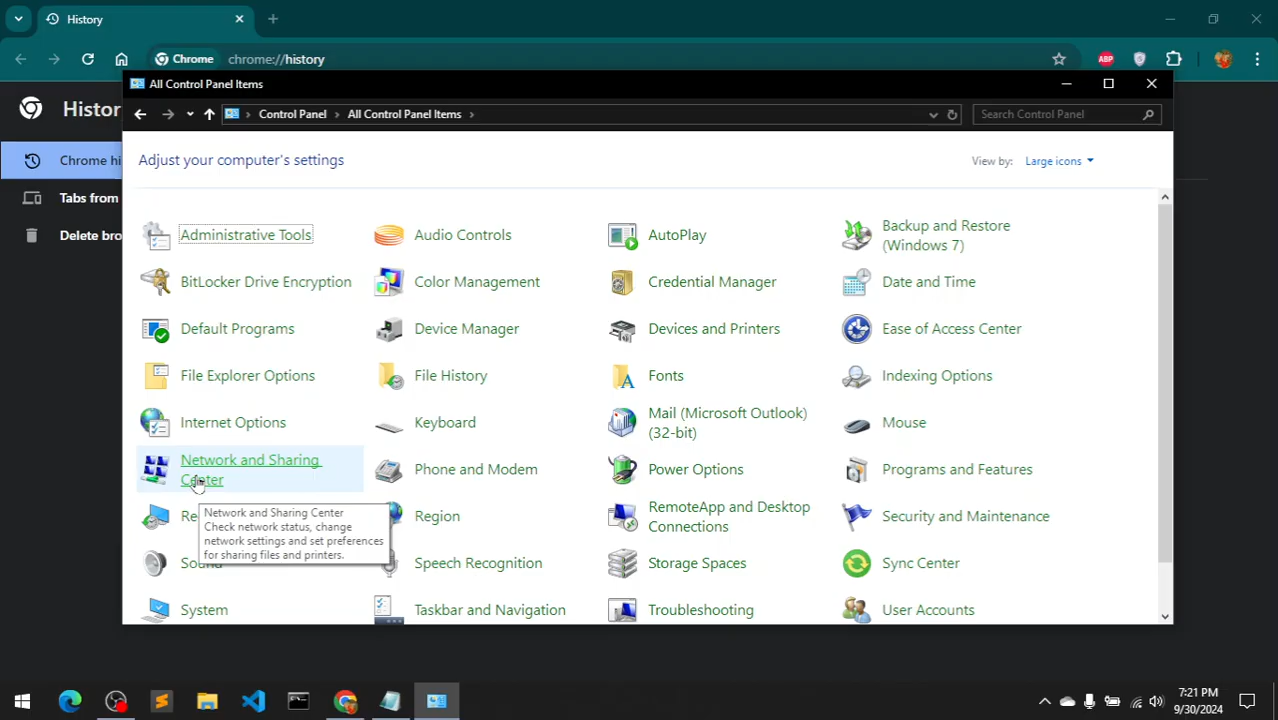 History
Chrome
chrome://history
Histor
Chrome hi
Tabs from
Delete bro
All Control Panel Items
Control Panel › All Control Panel Items ›
Search Control Panel
Adjust your computer's settings
View by: Large icons
Administrative Tools
Audio Controls
AutoPlay
Backup and Restore
(Windows 7)
BitLocker Drive Encryption
Color Management
Credential Manager
Date and Time
Default Programs
Device Manager
Devices and Printers
Ease of Access Center
File Explorer Options
File History
Fonts
Indexing Options
Internet Options
Keyboard
Mail (Microsoft Outlook)
(32-bit)
Mouse
Network and Sharing
Center
Phone and Modem
Power Options
Programs and Features
Network and Sharing Center
Check network status, change
network settings and set preferences
for sharing files and printers.
Re
Region
RemoteApp and Desktop
Connections
Security and Maintenance
Sound
Speech Recognition
Storage Spaces
Sync Center
System
Taskbar and Navigation
Troubleshooting
User Accounts
ABP
7:21 PM
9/30/2024